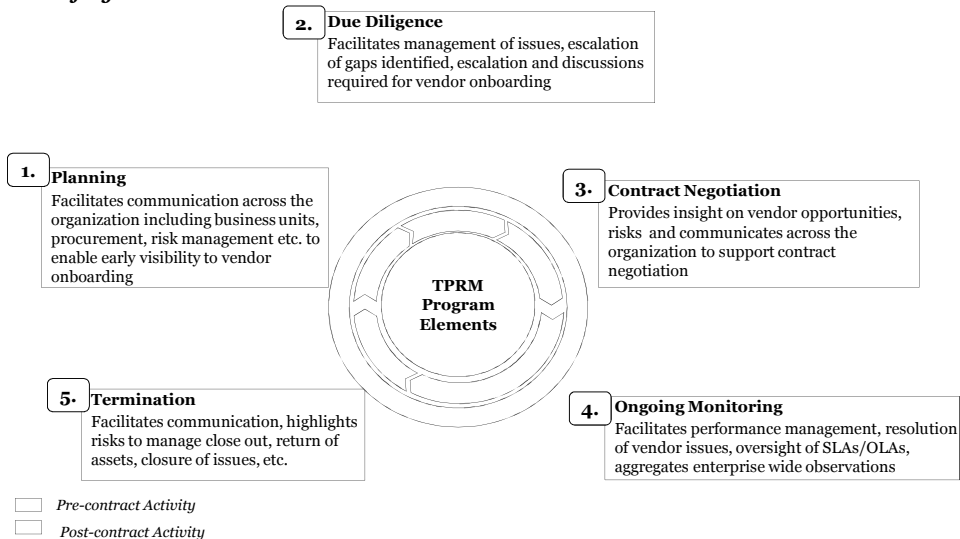 2.
Due Diligence
Facilitates management of issues, escalation
of gaps identified, escalation and discussions
required for vendor onboarding
1.
Planning
Facilitates communication across the
organization including business units,
procurement, risk management etc. to
enable early visibility to vendor
onboarding
3.
Contract Negotiation
Provides insight on vendor opportunities,
risks and communicates across the
organization to support contract
negotiation
TPRM
Program
Elements
5.
Termination
Facilitates communication, highlights
risks to manage close out, return of
assets, closure of issues, etc.
4.
Ongoing Monitoring
Facilitates performance management, resolution
of vendor issues, oversight of SLAs/OLAs,
aggregates enterprise wide observations
Pre-contract Activity
Post-contract Activity